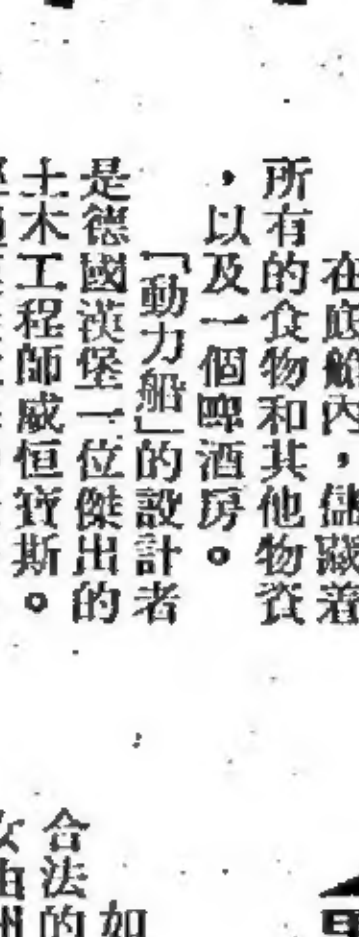 在底艙內，儲藏着
所有的食物和其他物資
，以及一個啤酒房。
「動力船」的設計者
是德國漢堡一位傑出的
土木工程師威恒寶斯。
如
合法的